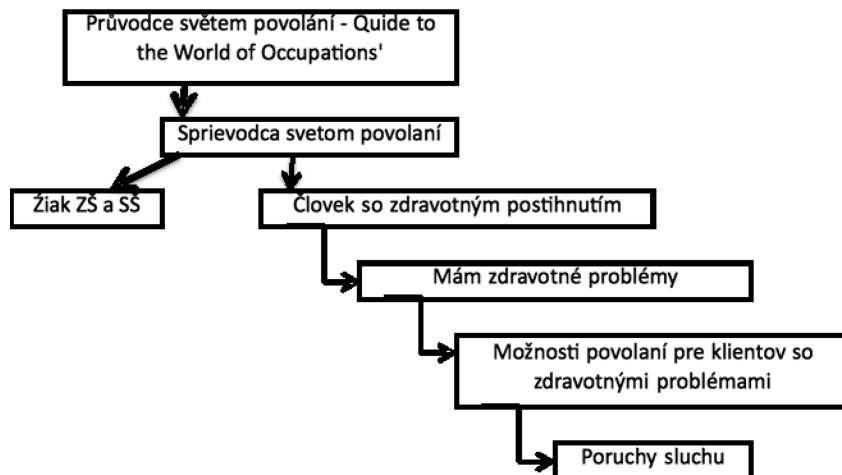 Průvodce světem povolání - Quide to
the World of Occupations'
Sprievodca svetom povolaní
Žiak ZŠ a SŠ
Človek so zdravotným postihnutím
Mám zdravotné problémy
Možnosti povolaní pre klientov so
zdravotnými problémami
Poruchy sluchu